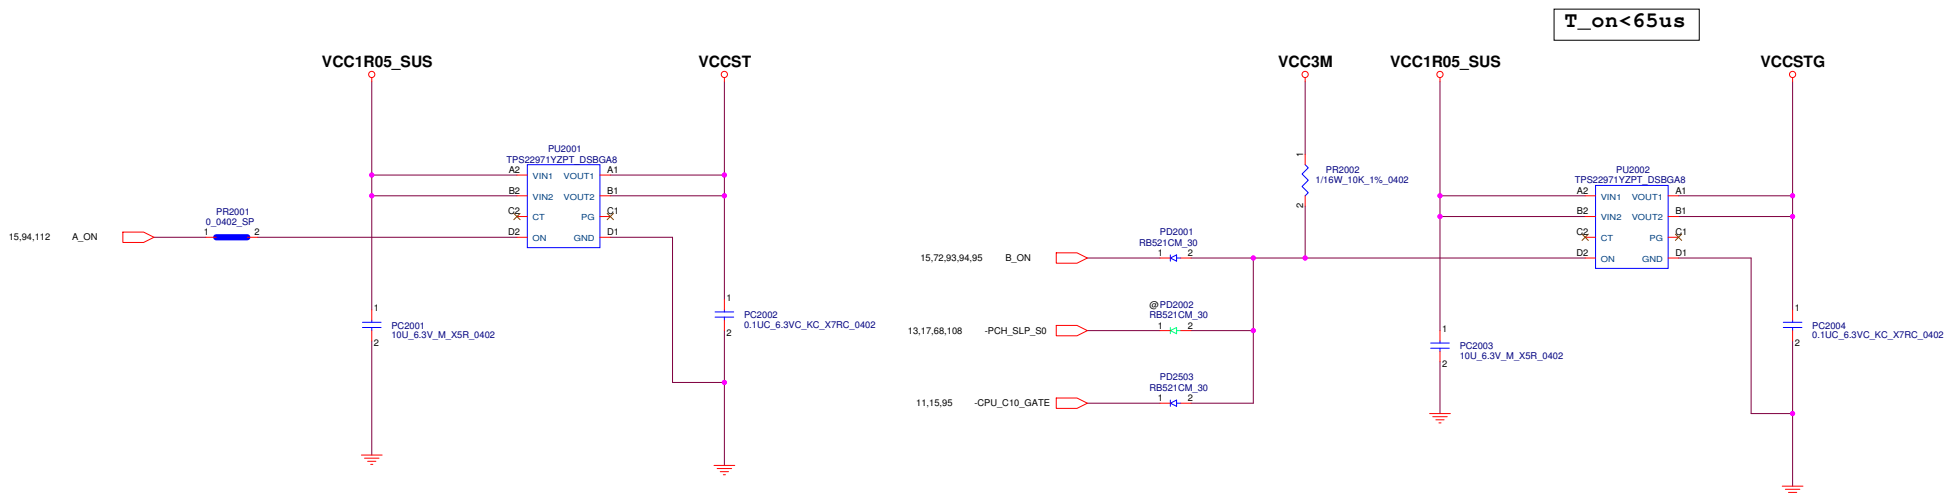 T_on<65us
VCC1R05_SUS
VCCST
VCC3M
VCC1R05_SUS
VCCSTG
PU2001
TPS22971YZPT_DSBGA8
A2 VIN1 VOUT1 A1
B2 VIN2 VOUT2 B1
C2 CT PG C1
D2 ON GND D1
PR2001
0_0402_SP
1 2
15,94,112 A_ON
1
PC2001
10U_6.3V_M_X5R_0402
2
1
PC2002
0.1UC_6.3VC_KC_X7RC_0402
2
1
PR2002
1/16W_10K_1%_0402
2
PU2002
TPS22971YZPT_DSBGA8
A2 VIN1 VOUT1 A1
B2 VIN2 VOUT2 B1
C2 CT PG C1
D2 ON GND D1
PD2001
RB521CM_30
1 2
15,72,93,94,95 B_ON
@PD2002
RB521CM_30
1 2
13,17,68,108 -PCH_SLP_S0
PD2503
RB521CM_30
1 2
11,15,95 -CPU_C10_GATE
1
PC2003
10U_6.3V_M_X5R_0402
2
1
PC2004
0.1UC_6.3VC_KC_X7RC_0402
2